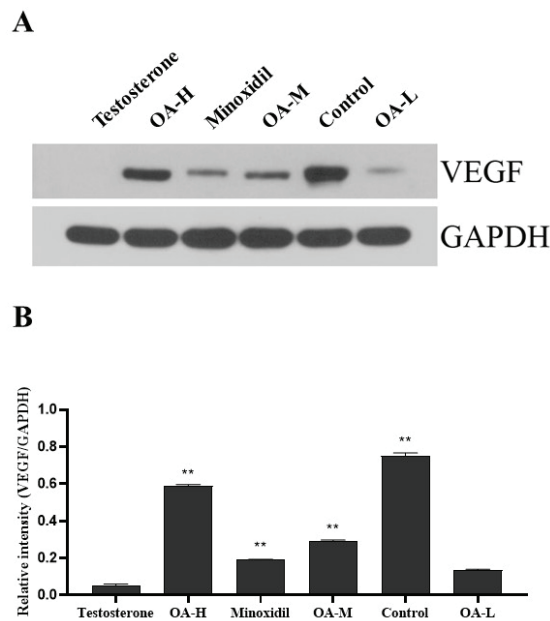 A
Testosterone
OA-H
Minoxidil
OA-M
Control
OA-L
VEGF
GAPDH
B
Relative intensity (VEGF/GAPDH)
1.0
0.8
0.6
0.4
0.2
0.0
**
**
**
**
Testosterone OA-H Minoxidil OA-M Control OA-L